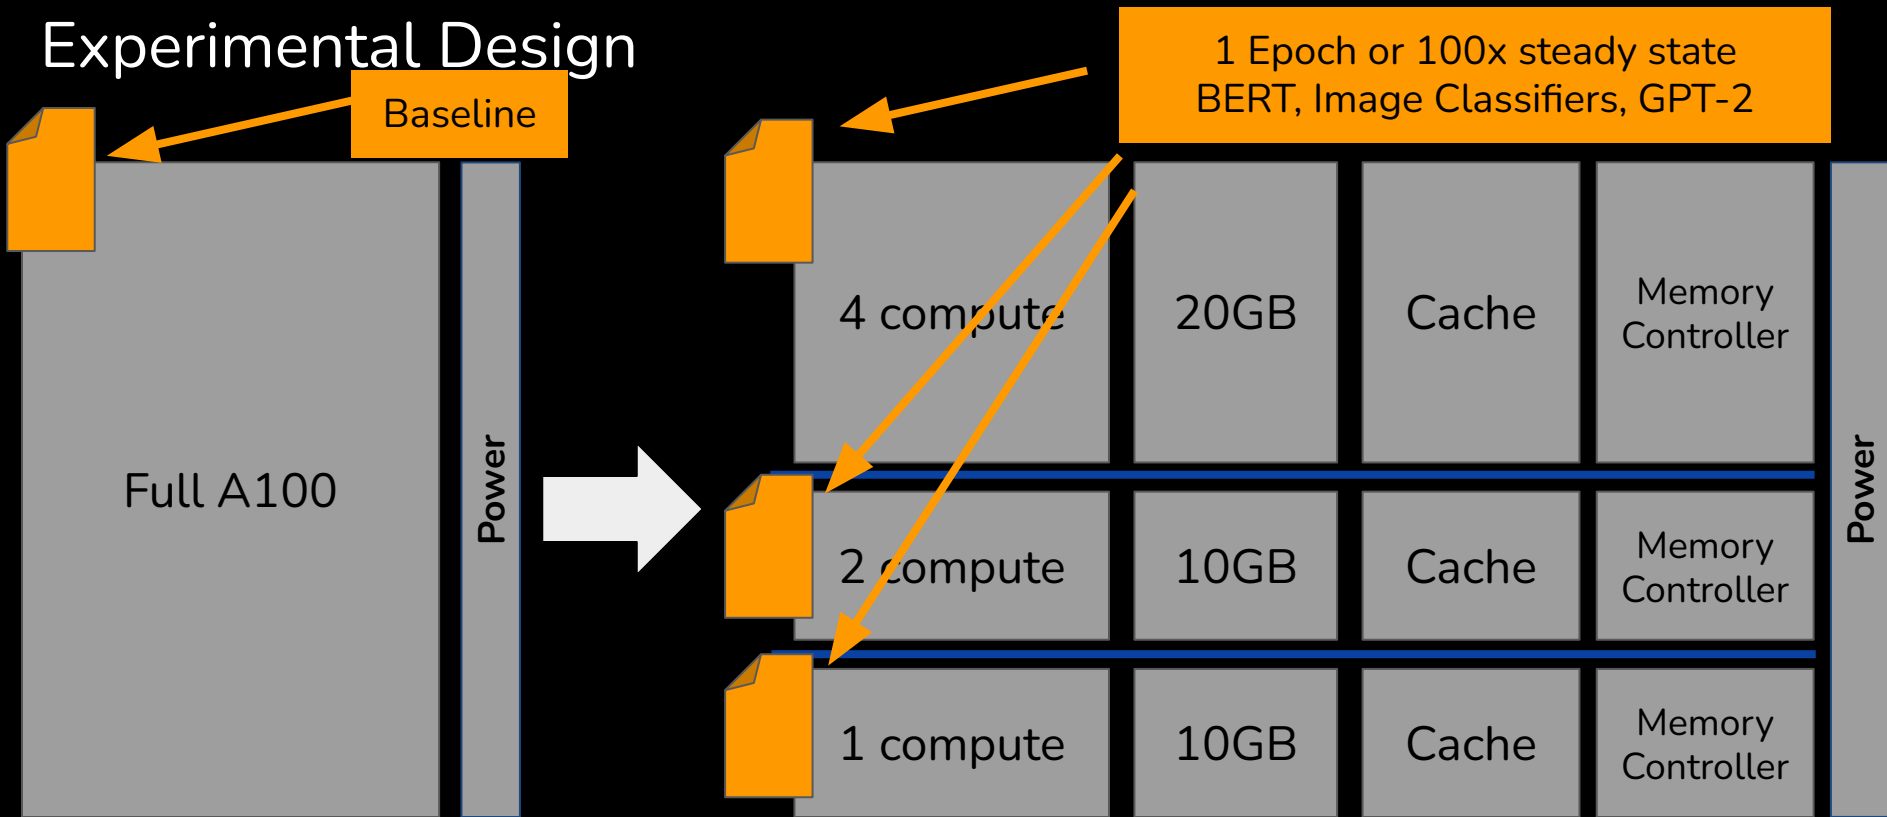 Experimental Design
Baseline
1 Epoch or 100x steady state
BERT, Image Classifiers, GPT-2
Full A100
Power
4 compute
20GB
Cache
Memory
Controller
2 compute
10GB
Cache
Memory
Controller
1 compute
10GB
Cache
Memory
Controller
Power